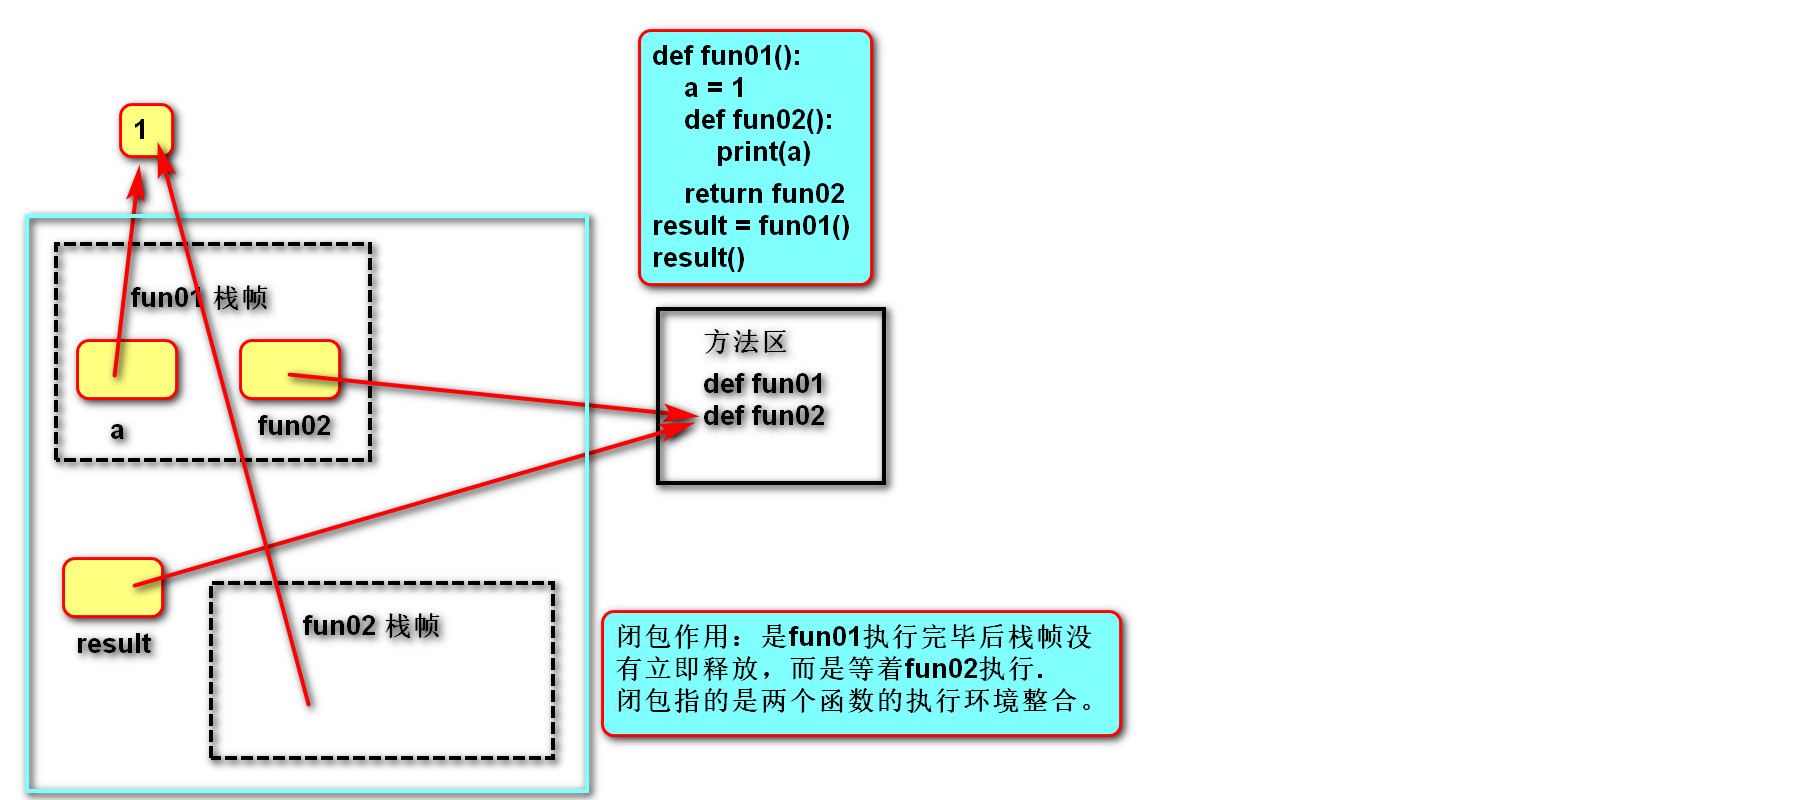 def fun01():
a = 1
def fun02():
print(a)
return fun02
result = fun01()
result()
1
fun01 栈帧
a
fun02
方法区
def fun01
def fun02
result
fun02 栈帧
闭包作用：是fun01执行完毕后栈帧没
有立即释放，而是等着fun02执行.
闭包指的是两个函数的执行环境整合。